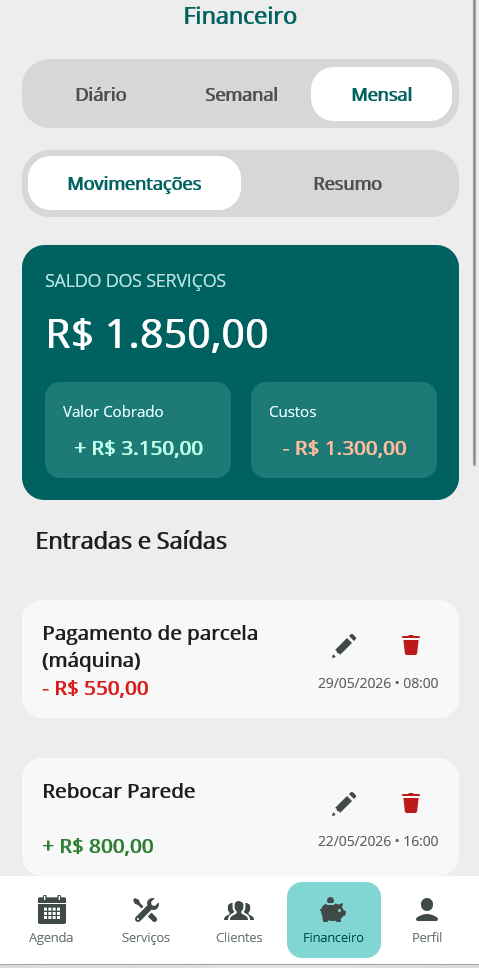 Financeiro
Diário Semanal Mensal
Movimentações Resumo
SALDO DOS SERVIÇOS
R$ 1.850,00
Valor Cobrado Custos
+ R$ 3.150,00 - R$ 1.300,00
Entradas e Saídas
Pagamento de parcela
(máquina)
- R$ 550,00
29/05/2026 • 08:00
Rebocar Parede
+ R$ 800,00
22/05/2026 • 16:00
Agenda Serviços Clientes Financeiro Perfil